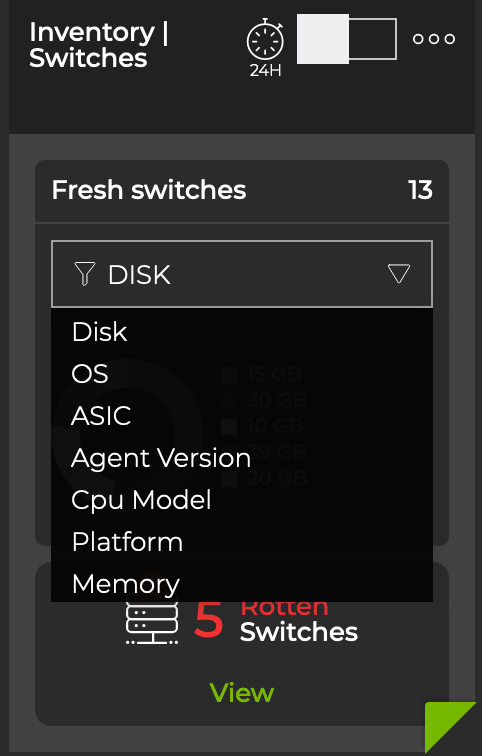 Inventory |
Switches
24H
Fresh switches 13
DISK
Disk
OS
15 GB
30 GB
ASIC
10 GB
Agent Version
39 GB
20 GB
Cpu Model
Platform
Memory
5 Rotten
Switches
View